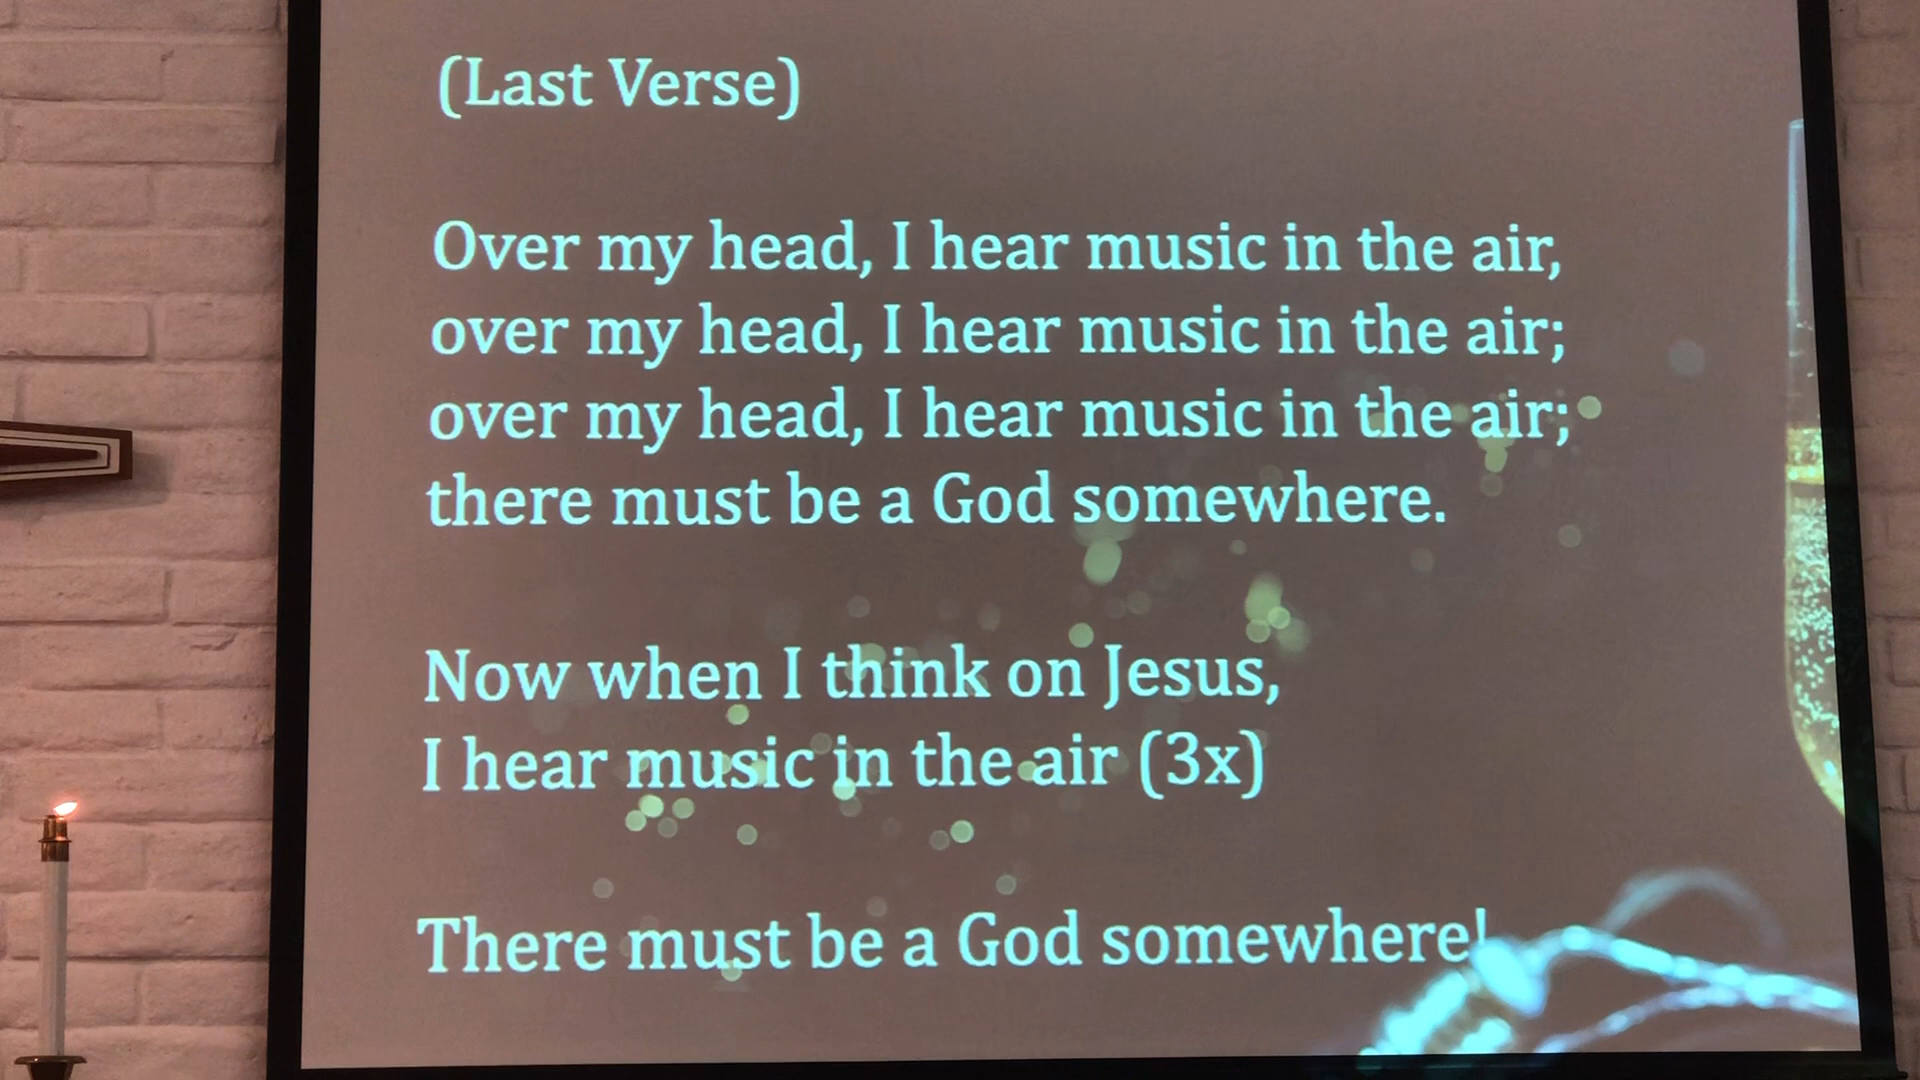 (Last Verse)
Over my head, I hear music in the air,
over my head, I hear music in the air;
over my head, I hear music in the air;
there must be a God somewhere.
Now when I think on Jesus,
I hear music in the air (3x)
There must be a God somewhere!